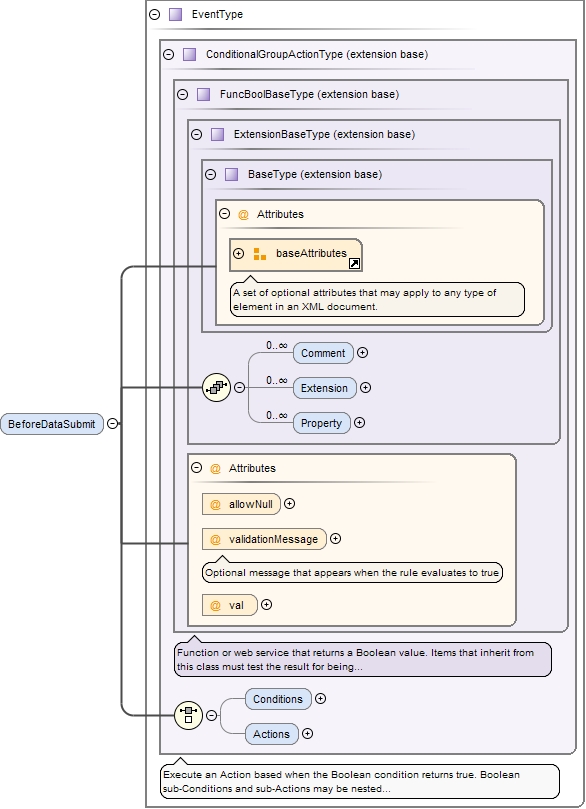 EventType
ConditionalGroupActionType (extension base)
FuncBoolBaseType (extension base)
ExtensionBaseType (extension base)
BaseType (extension base)
@ Attributes
baseAttributes
A set of optional attributes that may apply to any type of
element in an XML document.
0..∞
Comment
0..∞
Extension
0..∞
Property
BeforeDataSubmit
@ Attributes
@ allowNull
@ validationMessage
Optional message that appears when the rule evaluates to true
@ val
Function or web service that returns a Boolean value. Items that inherit from
this class must test the result for being...
Conditions
Actions
Execute an Action based when the Boolean condition returns true. Boolean
sub-Conditions and sub-Actions may be nested...